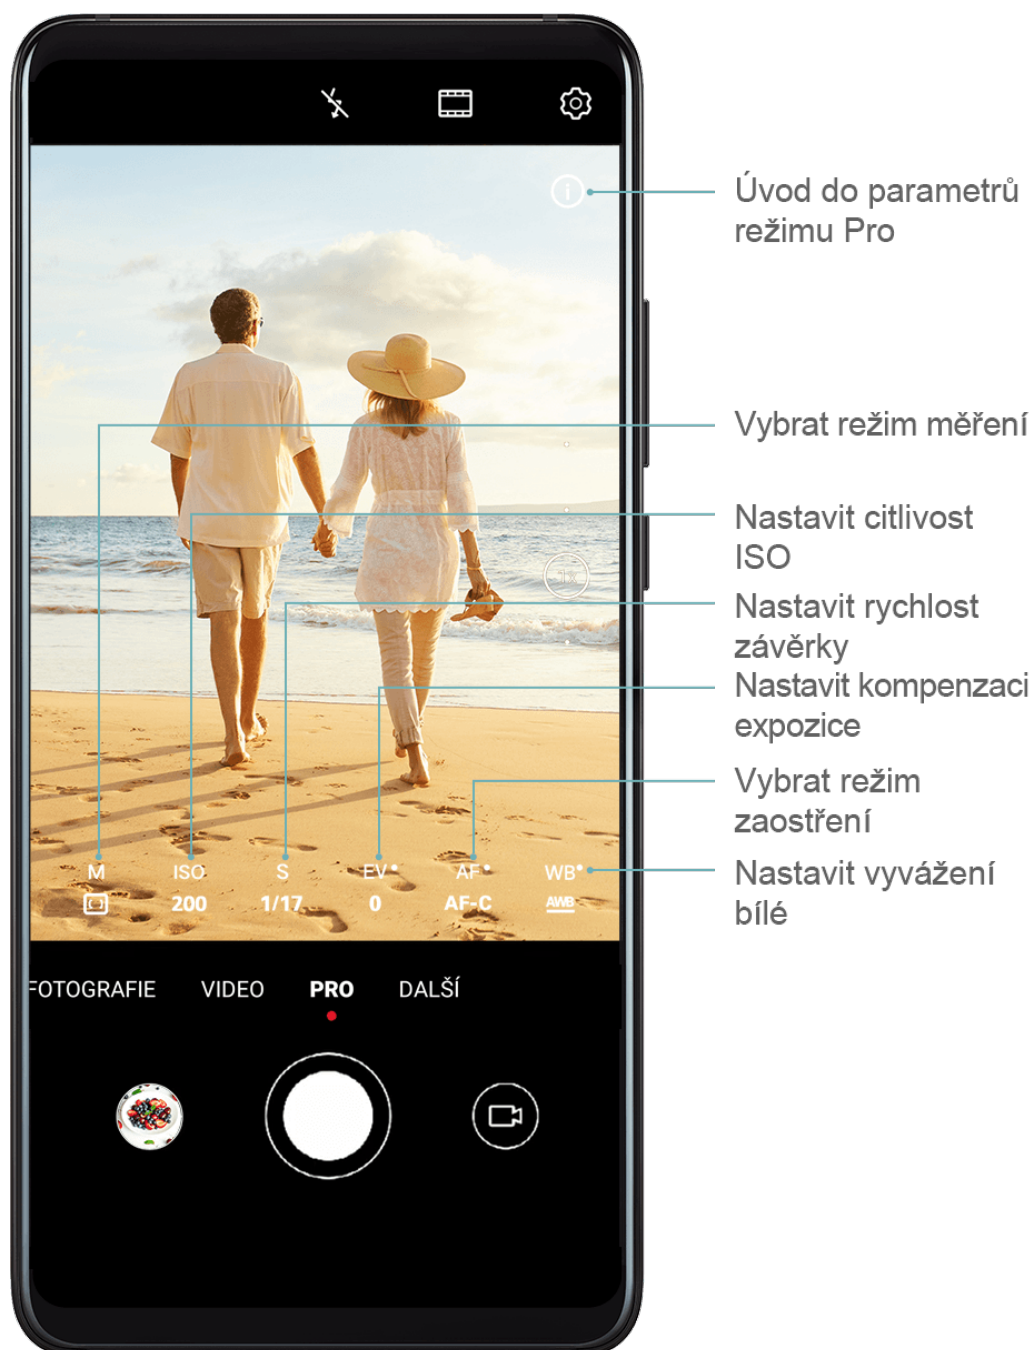 Úvod do parametrů
režimu Pro
Vybrat režim měření
Nastavit citlivost
ISO
Nastavit rychlost
závěrky
Nastavit kompenzaci
expozice
Vybrat režim
zaostření
Nastavit vyvážení
bílé
1x
M ISO S EV AF WB
200 1/17 0 AF-C AWB
FOTOGRAFIE VIDEO PRO DALŠÍ